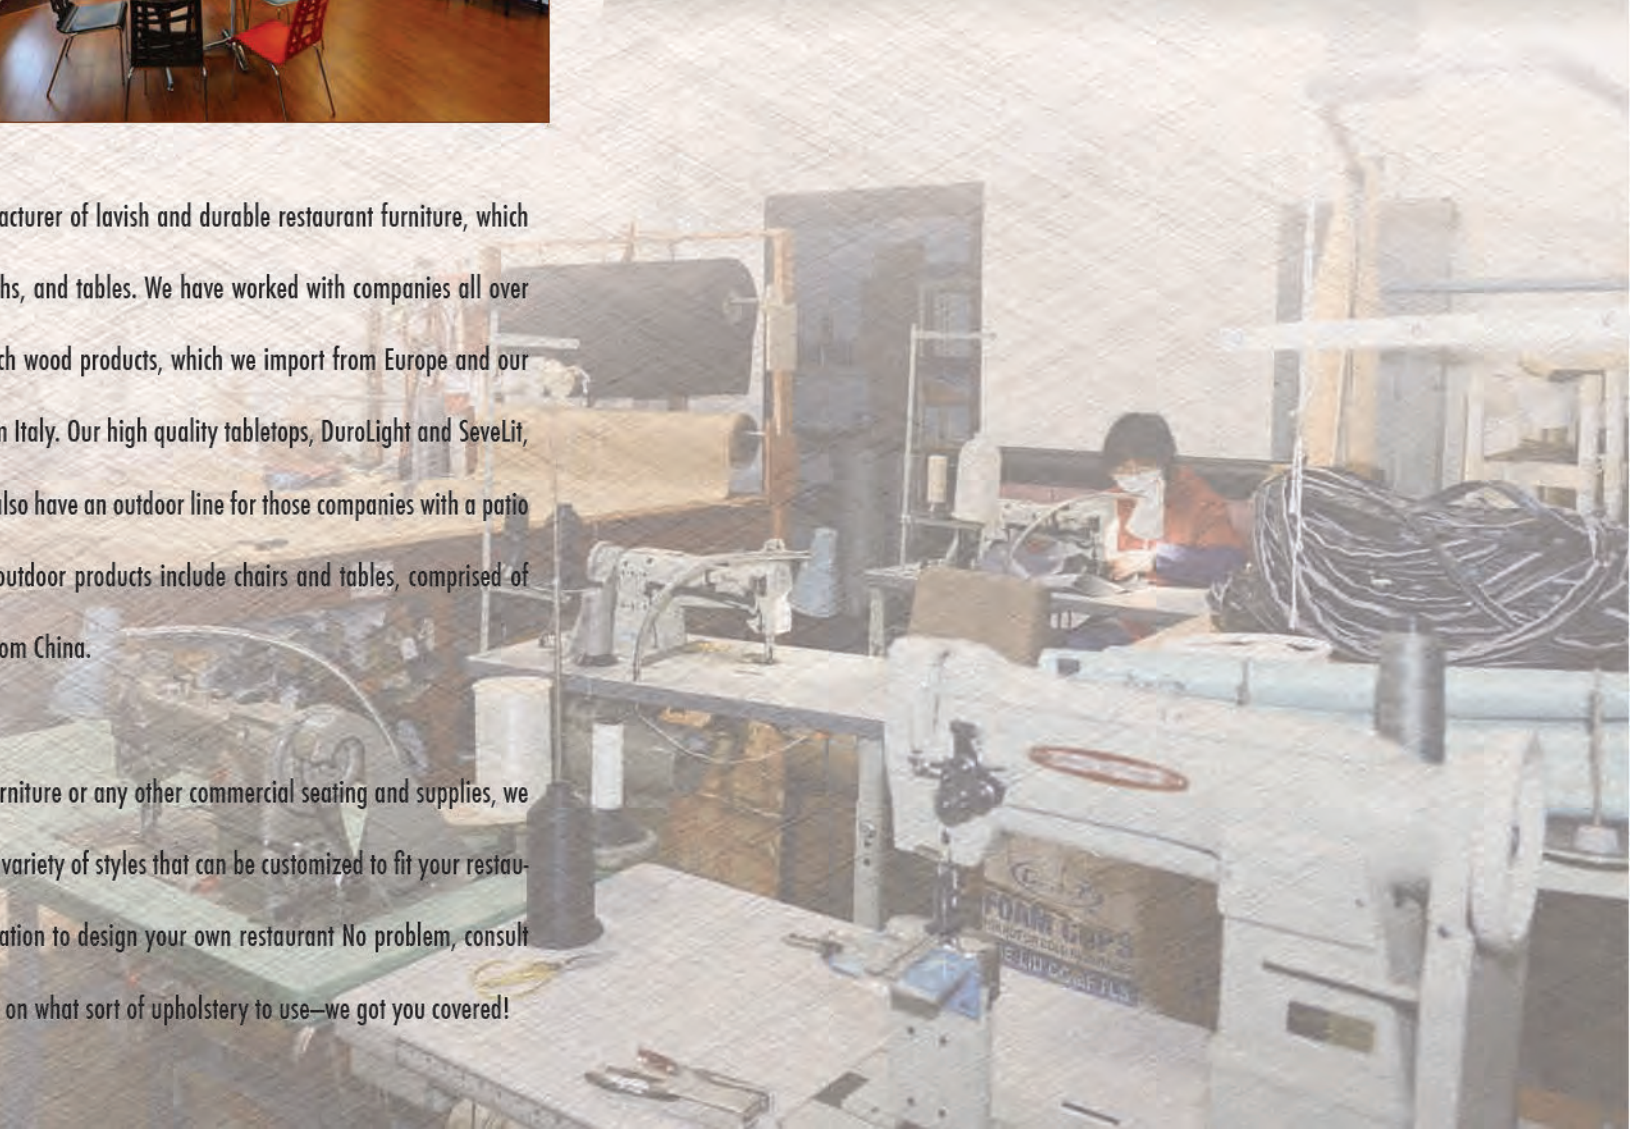 acturer of lavish and durable restaurant furniture, which
hs, and tables. We have worked with companies all over
ch wood products, which we import from Europe and our
n Italy. Our high quality tabletops, DuroLight and SeveLit,
also have an outdoor line for those companies with a patio
outdoor products include chairs and tables, comprised of
om China.
rniture or any other commercial seating and supplies, we
variety of styles that can be customized to fit your restau-
ation to design your own restaurant No problem, consult
on what sort of upholstery to use–we got you covered!
FOAM CUPS